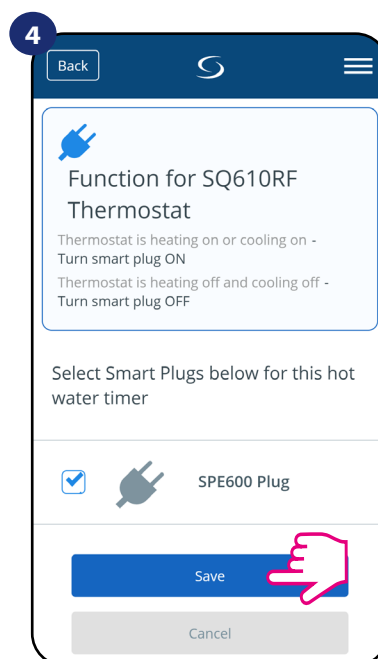 4
Back
Function for SQ610RF
Thermostat
Thermostat is heating on or cooling on -
Turn smart plug ON
Thermostat is heating off and cooling off -
Turn smart plug OFF
Select Smart Plugs below for this hot
water timer
SPE600 Plug
Save
Cancel